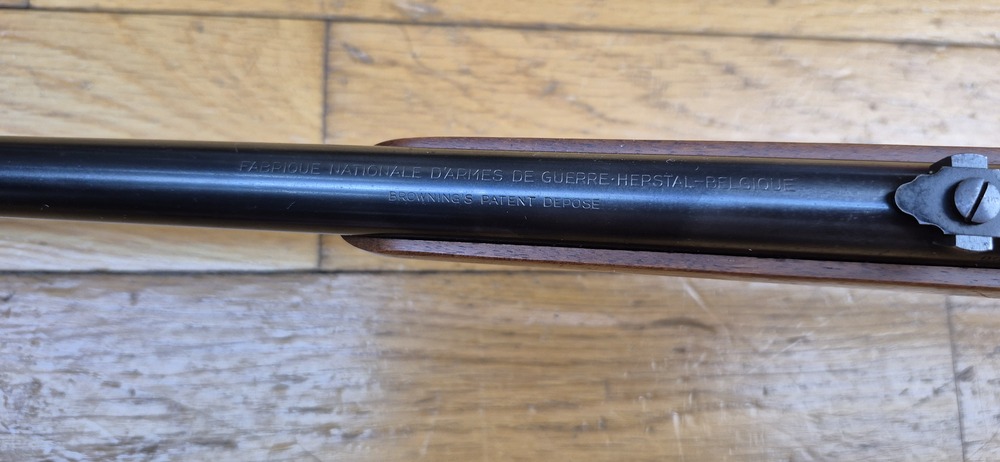 FABRIQUE NATIONALE D'ARMES DE GUERRE·HERSTAL-BELGIQUE
BROWNING'S PATENT DEPOSE